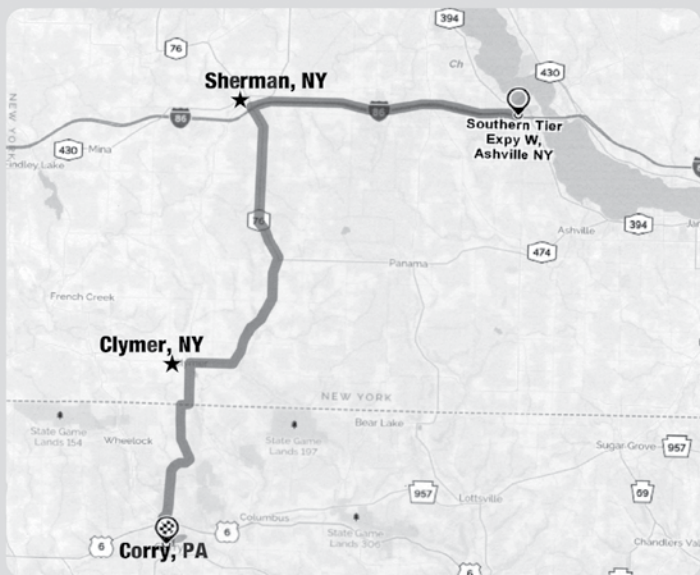 394
76
Ch
430
Sherman, NY
NEW YORK
86
86
Southern Tier
Expy W,
Ashville NY
430
Mina
indley Lake
76
394
Ashville
474
Panama
French Creek
Clymer, NY
NEW YORK
State Game
Lands 154
Wheelock
State Game
Lands 197
Bear Lake
Sugar Grove
957
957
Lottsville
69
Columbus
6
6
State Game
Lands 306
Corry, PA
Chandlers Va
6